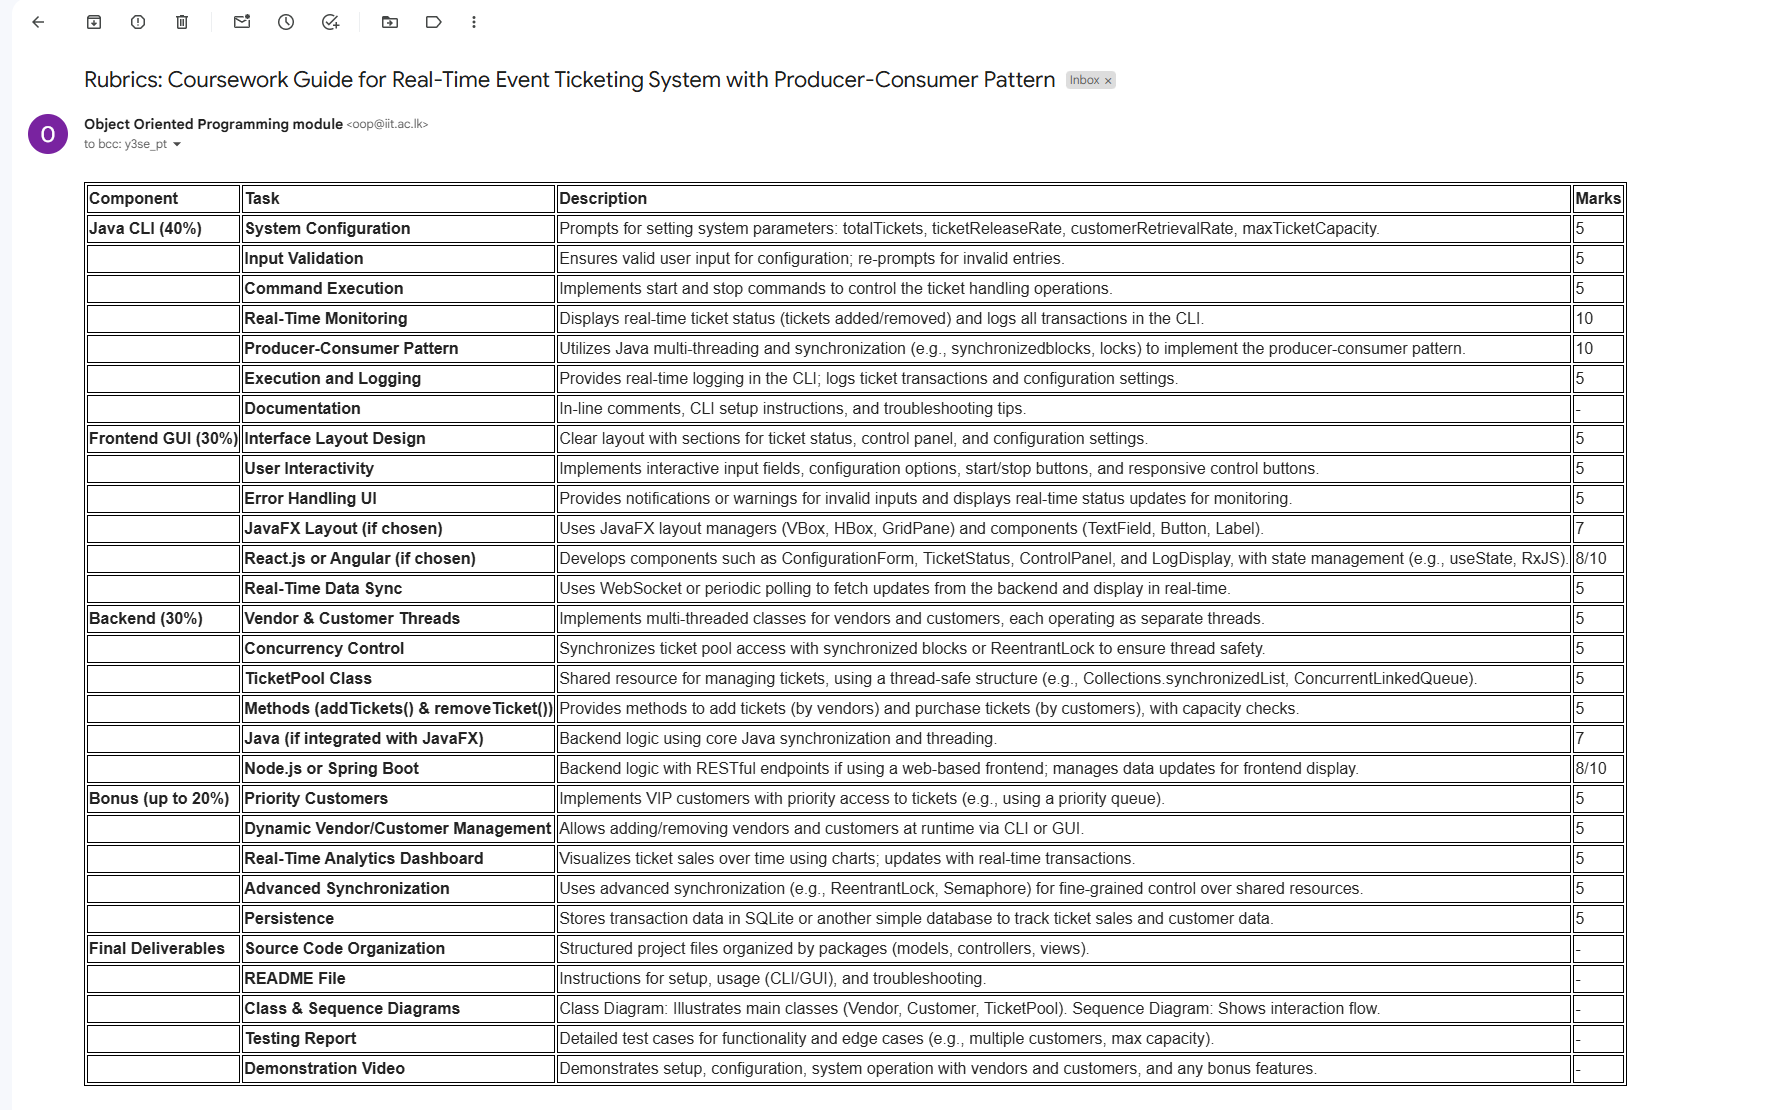 Rubrics: Coursework Guide for Real-Time Event Ticketing System with Producer-Consumer Pattern Inbox ×
O
Object Oriented Programming module <oop@iit.ac.lk>
to bcc: y3se_pt
Component Task Description Marks
Java CLI (40%) System Configuration Prompts for setting system parameters: totalTickets, ticketReleaseRate, customerRetrievalRate, maxTicketCapacity. 5
Input Validation Ensures valid user input for configuration; re-prompts for invalid entries. 5
Command Execution Implements start and stop commands to control the ticket handling operations. 5
Real-Time Monitoring Displays real-time ticket status (tickets added/removed) and logs all transactions in the CLI. 10
Producer-Consumer Pattern Utilizes Java multi-threading and synchronization (e.g., synchronizedblocks, locks) to implement the producer-consumer pattern. 10
Execution and Logging Provides real-time logging in the CLI; logs ticket transactions and configuration settings. 5
Documentation In-line comments, CLI setup instructions, and troubleshooting tips. -
Frontend GUI (30%) Interface Layout Design Clear layout with sections for ticket status, control panel, and configuration settings. 5
User Interactivity Implements interactive input fields, configuration options, start/stop buttons, and responsive control buttons. 5
Error Handling UI Provides notifications or warnings for invalid inputs and displays real-time status updates for monitoring. 5
JavaFX Layout (if chosen) Uses JavaFX layout managers (VBox, HBox, GridPane) and components (TextField, Button, Label). 7
React.js or Angular (if chosen) Develops components such as ConfigurationForm, TicketStatus, ControlPanel, and LogDisplay, with state management (e.g., useState, RxJS). 8/10
Real-Time Data Sync Uses WebSocket or periodic polling to fetch updates from the backend and display in real-time. 5
Backend (30%) Vendor & Customer Threads Implements multi-threaded classes for vendors and customers, each operating as separate threads. 5
Concurrency Control Synchronizes ticket pool access with synchronized blocks or ReentrantLock to ensure thread safety. 5
TicketPool Class Shared resource for managing tickets, using a thread-safe structure (e.g., Collections.synchronizedList, ConcurrentLinkedQueue). 5
Methods (addTickets() & removeTicket()) Provides methods to add tickets (by vendors) and purchase tickets (by customers), with capacity checks. 5
Java (if integrated with JavaFX) Backend logic using core Java synchronization and threading. 7
Node.js or Spring Boot Backend logic with RESTful endpoints if using a web-based frontend; manages data updates for frontend display. 8/10
Bonus (up to 20%) Priority Customers Implements VIP customers with priority access to tickets (e.g., using a priority queue). 5
Dynamic Vendor/Customer Management Allows adding/removing vendors and customers at runtime via CLI or GUI. 5
Real-Time Analytics Dashboard Visualizes ticket sales over time using charts; updates with real-time transactions. 5
Advanced Synchronization Uses advanced synchronization (e.g., ReentrantLock, Semaphore) for fine-grained control over shared resources. 5
Persistence Stores transaction data in SQLite or another simple database to track ticket sales and customer data. 5
Final Deliverables Source Code Organization Structured project files organized by packages (models, controllers, views). -
README File Instructions for setup, usage (CLI/GUI), and troubleshooting. -
Class & Sequence Diagrams Class Diagram: Illustrates main classes (Vendor, Customer, TicketPool). Sequence Diagram: Shows interaction flow. -
Testing Report Detailed test cases for functionality and edge cases (e.g., multiple customers, max capacity). -
Demonstration Video Demonstrates setup, configuration, system operation with vendors and customers, and any bonus features. -